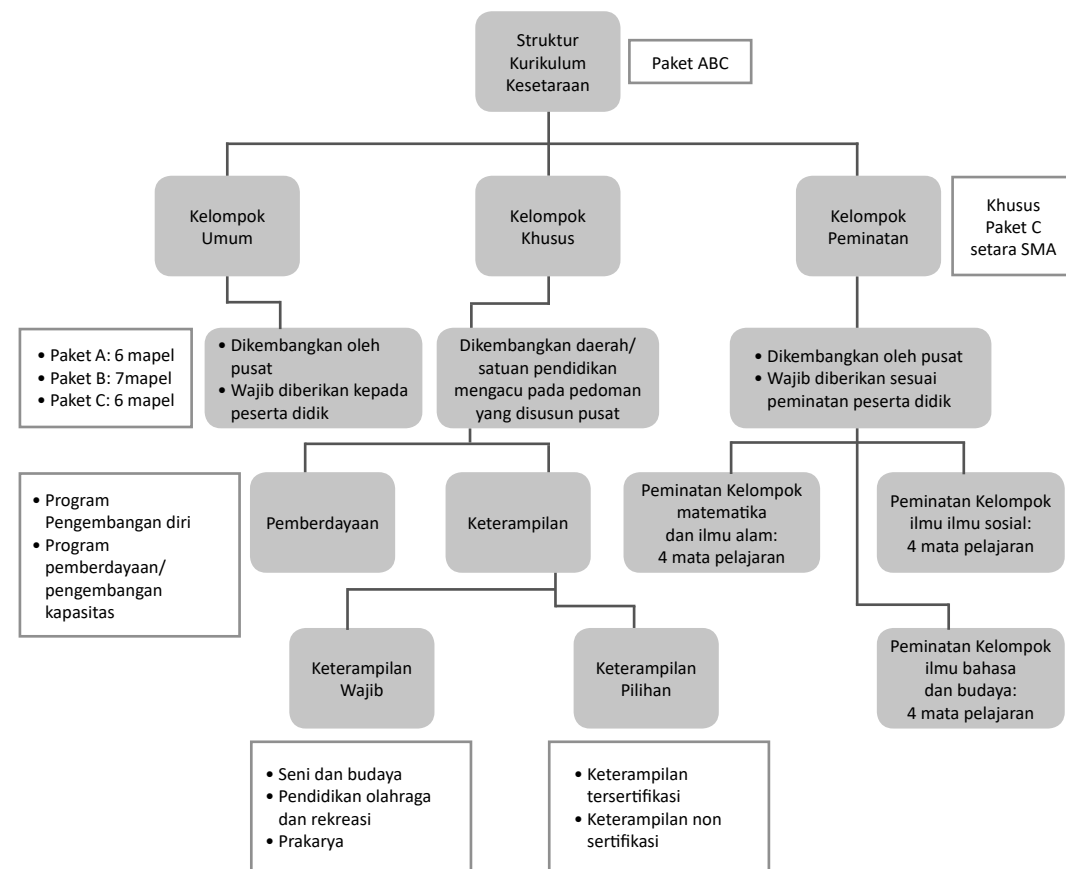 Struktur
Kurikulum
Kesetaraan
Paket ABC
Kelompok
Umum
Kelompok
Khusus
Kelompok
Peminatan
Khusus
Paket C
setara SMA
• Paket A: 6 mapel
• Paket B: 7mapel
• Paket C: 6 mapel
• Dikembangkan oleh
pusat
• Wajib diberikan kepada
peserta didik
Dikembangkan daerah/
satuan pendidikan
mengacu pada pedoman
yang disusun pusat
• Dikembangkan oleh pusat
• Wajib diberikan sesuai
peminatan peserta didik
• Program
Pengembangan diri
• Program
pemberdayaan/
pengembangan
kapasitas
Pemberdayaan
Keterampilan
Peminatan Kelompok
matematika
dan ilmu alam:
4 mata pelajaran
Peminatan Kelompok
ilmu ilmu sosial:
4 mata pelajaran
Keterampilan
Wajib
Keterampilan
Pilihan
Peminatan Kelompok
ilmu bahasa
dan budaya:
4 mata pelajaran
• Seni dan budaya
• Pendidikan olahraga
dan rekreasi
• Prakarya
• Keterampilan
tersertifikasi
• Keterampilan non
sertifikasi